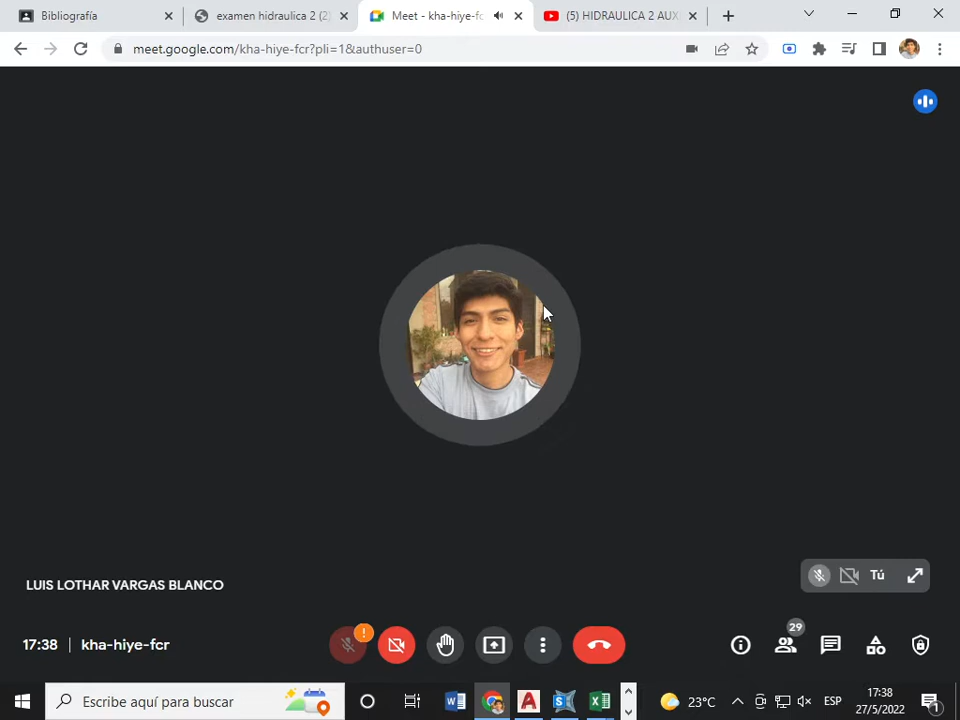 Bibliografía
examen hidraulica 2 (2)
Meet - kha-hiye-fc
(5) HIDRAULICA 2 AUX
meet.google.com/kha-hiye-fcr?pli=1&authuser=0
LUIS LOTHAR VARGAS BLANCO
Tú
17:38 | kha-hiye-fcr
29
Escribe aquí para buscar
23°C
ESP
17:38
27/5/2022
1